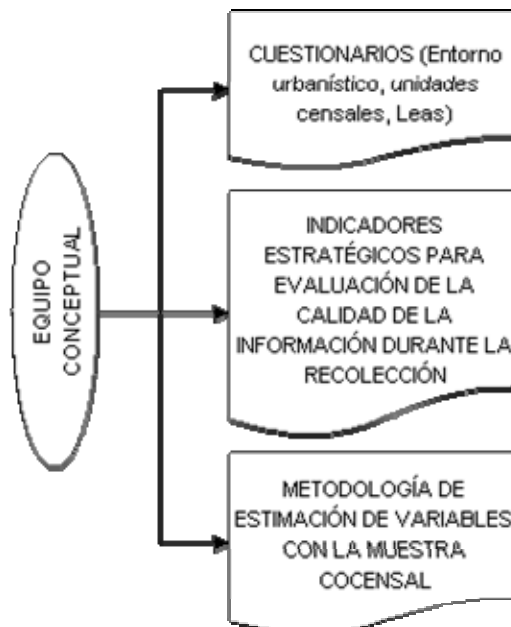 CUESTIONARIOS (Entorno
urbanístico, unidades
censales, Leas)
EQUIPO
CONCEPTUAL
INDICADORES
ESTRATÉGICOS PARA
EVALUACIÓN DE LA
CALIDAD DE LA
INFORMACIÓN DURANTE LA
RECOLECCIÓN
METODOLOGÍA DE
ESTIMACIÓN DE VARIABLES
CON LA MUESTRA
COCENSAL